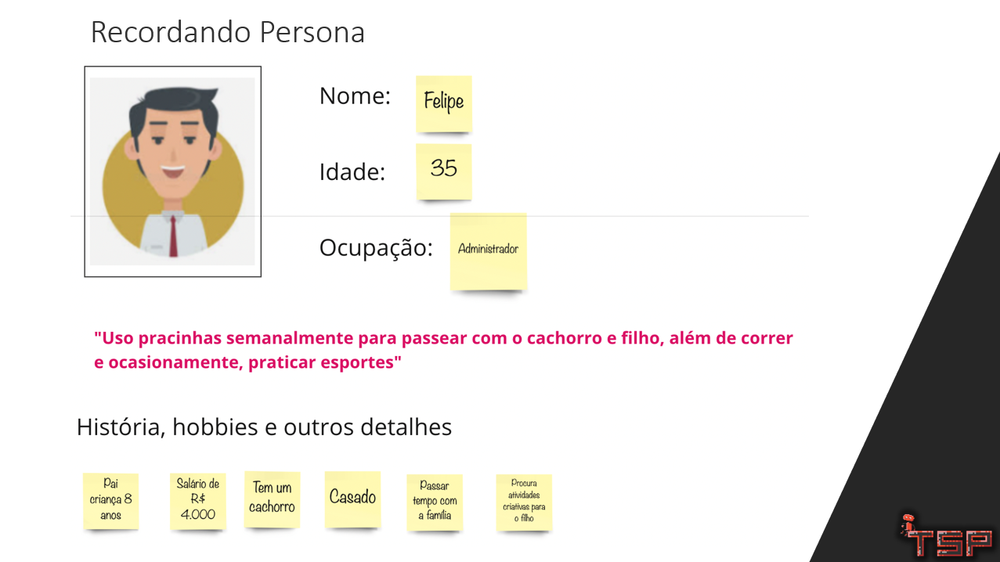 Recordando Persona
Nome:
Felipe
Idade:
35
Ocupação:
Administrador
"Uso pracinhas semanalmente para passear com o cachorro e filho, além de correr
e ocasionamente, praticar esportes"
História, hobbies e outros detalhes
Pai
criança 8
anos
Salário de
R$
4.000
Tem um
cachorro
Casado
Passar
tempo com
a família
Procura
atividades
criativas para
o filho
TSP